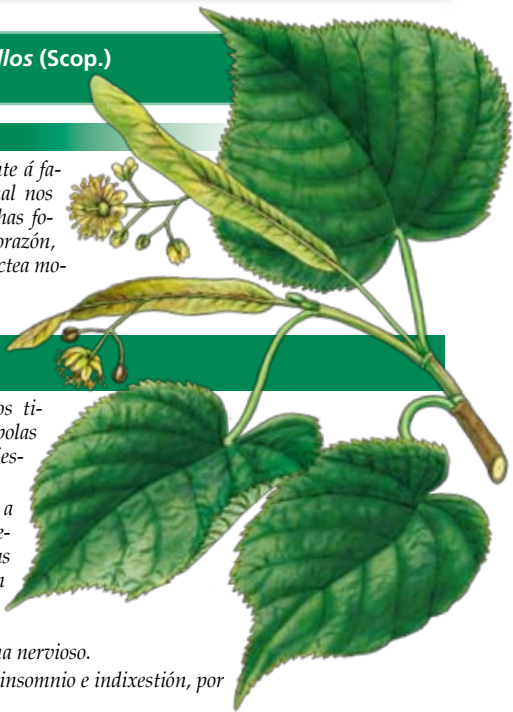 llos (Scop.)
nte á fa-
al nos
has fo-
orazón,
ctea mo-
os ti-
polas
es-
a
e-
as
n
a nervioso.
insomnio e indixestión, por